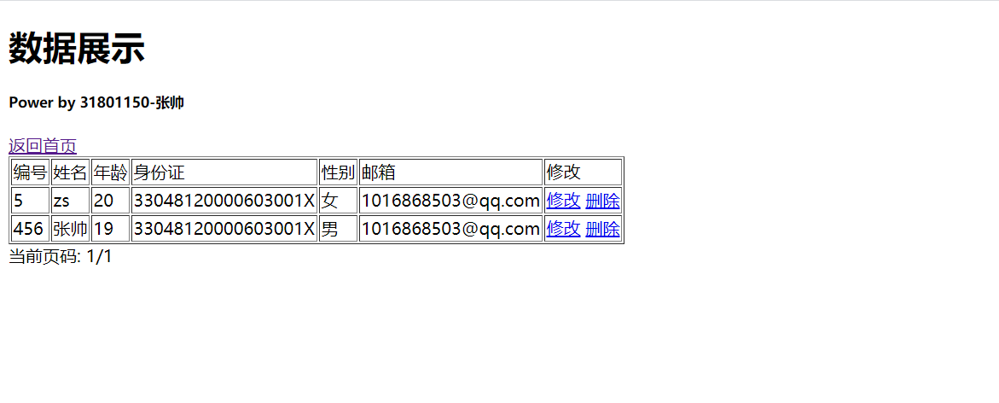 数据展示
Power by 31801150-张帅
返回首页
编号 姓名 年龄 身份证 性别 邮箱 修改
5 zs 20 33048120000603001X 女 1016868503@qq.com 修改 删除
456 张帅 19 33048120000603001X 男 1016868503@qq.com 修改 删除
当前页码: 1/1